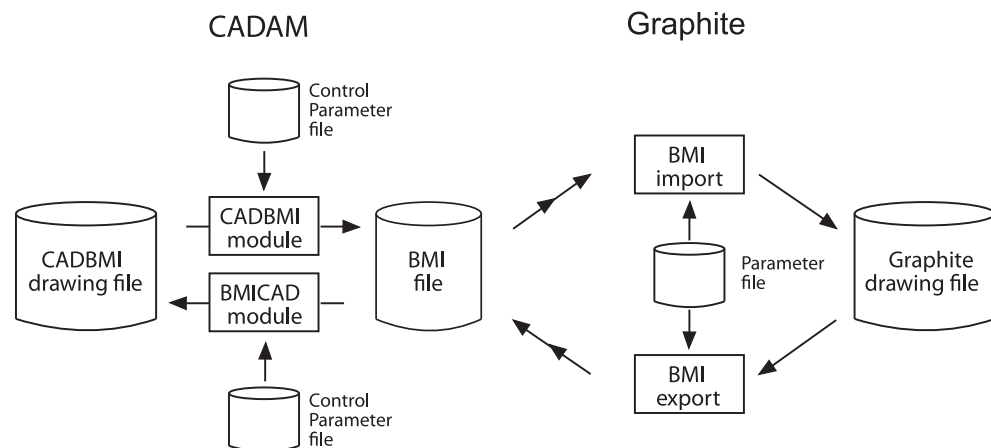 CADAM
Graphite
Control
Parameter
file
BMI
import
CADBMI
module
CADBMI
drawing file
BMI
file
Parameter
file
Graphite
drawing file
BMICAD
module
BMI
export
Control
Parameter
file